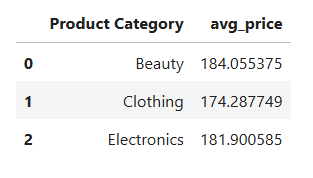 Product Category avg_price
0 Beauty 184.055375
1 Clothing 174.287749
2 Electronics 181.900585